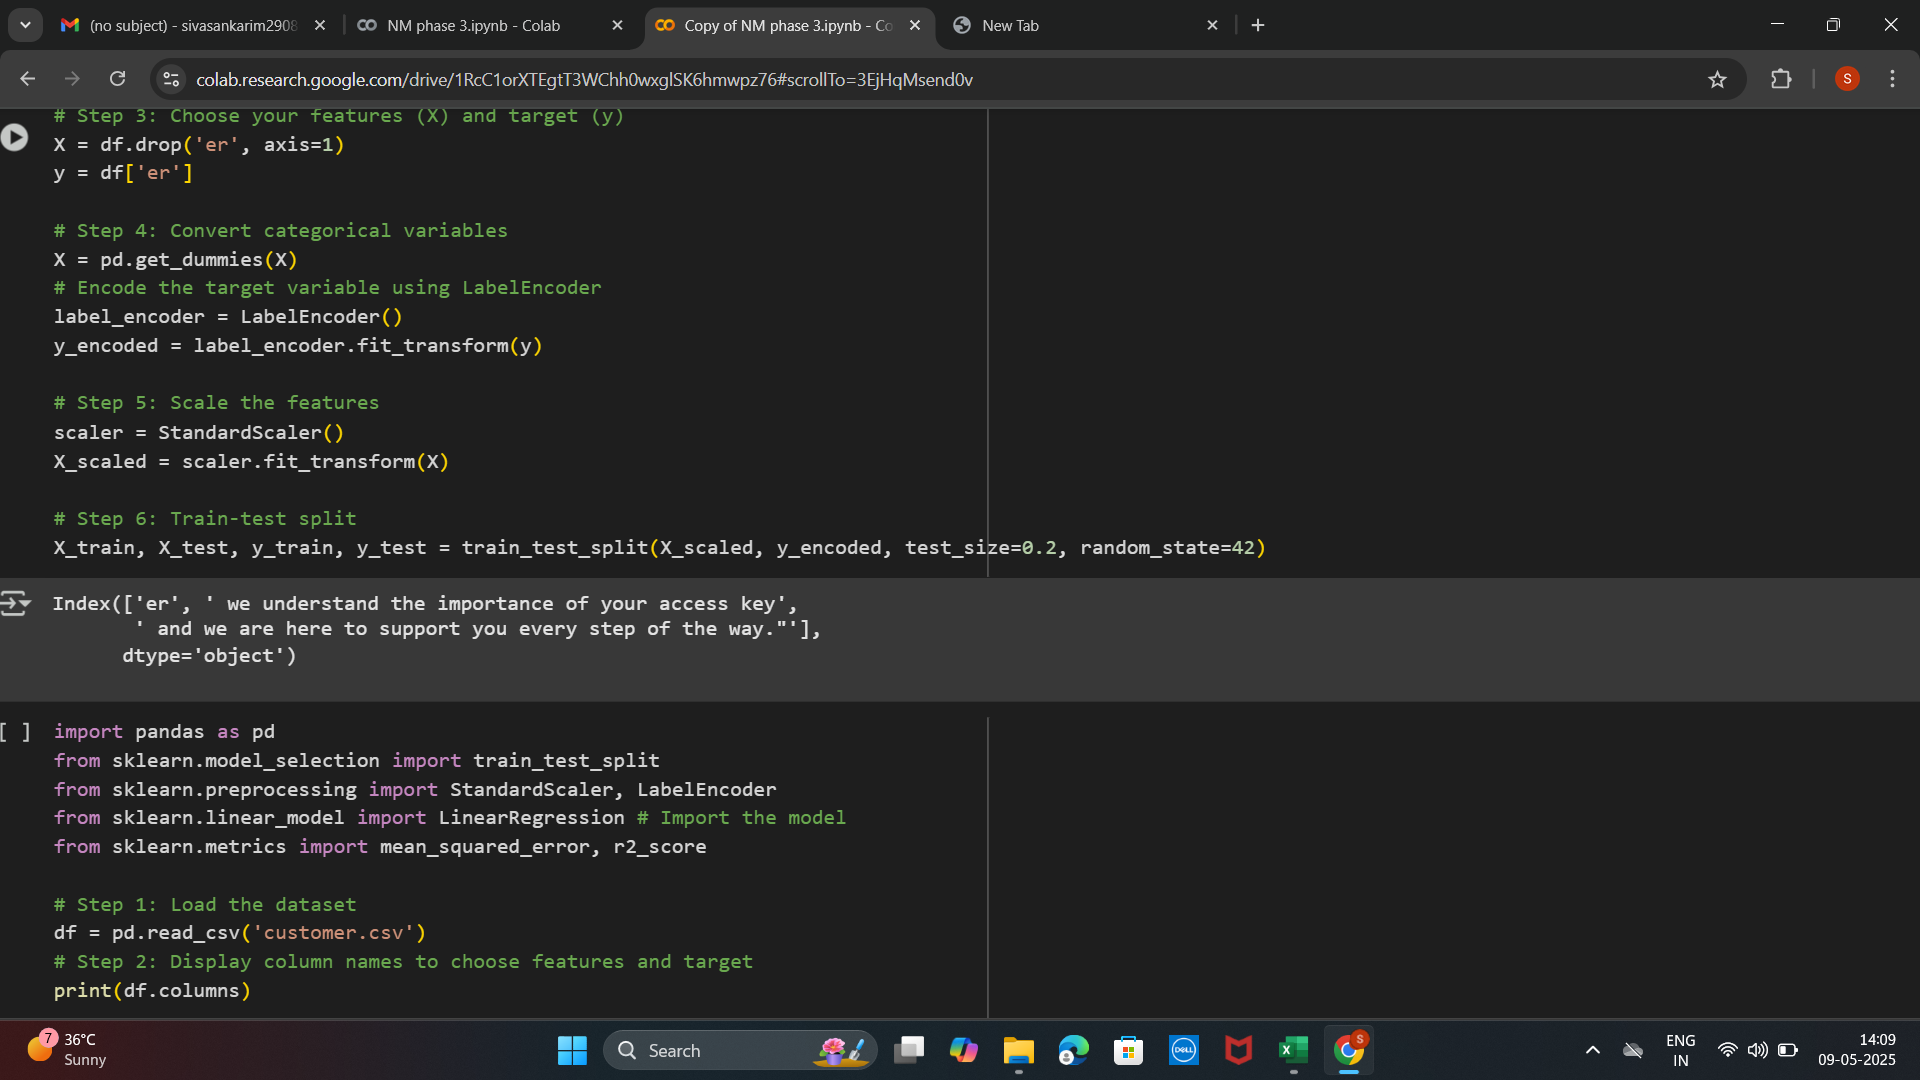 (no subject) - sivasankarim2908
NM phase 3.ipynb - Colab
Copy of NM phase 3.ipynb - Co
New Tab
colab.research.google.com/drive/1RcC1orXTEgtT3WChh0wxglSK6hmwpz76#scrollTo=3EjHqMsend0v
S
# Step 3: Choose your features (X) and target (y)
X = df.drop('er', axis=1)
y = df['er']
# Step 4: Convert categorical variables
X = pd.get_dummies(X)
# Encode the target variable using LabelEncoder
label_encoder = LabelEncoder()
y_encoded = label_encoder.fit_transform(y)
# Step 5: Scale the features
scaler = StandardScaler()
X_scaled = scaler.fit_transform(X)
# Step 6: Train-test split
X_train, X_test, y_train, y_test = train_test_split(X_scaled, y_encoded, test_size=0.2, random_state=42)
Index(['er', ' we understand the importance of your access key',
' and we are here to support you every step of the way."'],
dtype='object')
[ ]
import pandas as pd
from sklearn.model_selection import train_test_split
from sklearn.preprocessing import StandardScaler, LabelEncoder
from sklearn.linear_model import LinearRegression # Import the model
from sklearn.metrics import mean_squared_error, r2_score
# Step 1: Load the dataset
df = pd.read_csv('customer.csv')
# Step 2: Display column names to choose features and target
print(df.columns)
7
36°C
Sunny
Search
DELL
X
S
ENG
IN
14:09
09-05-2025